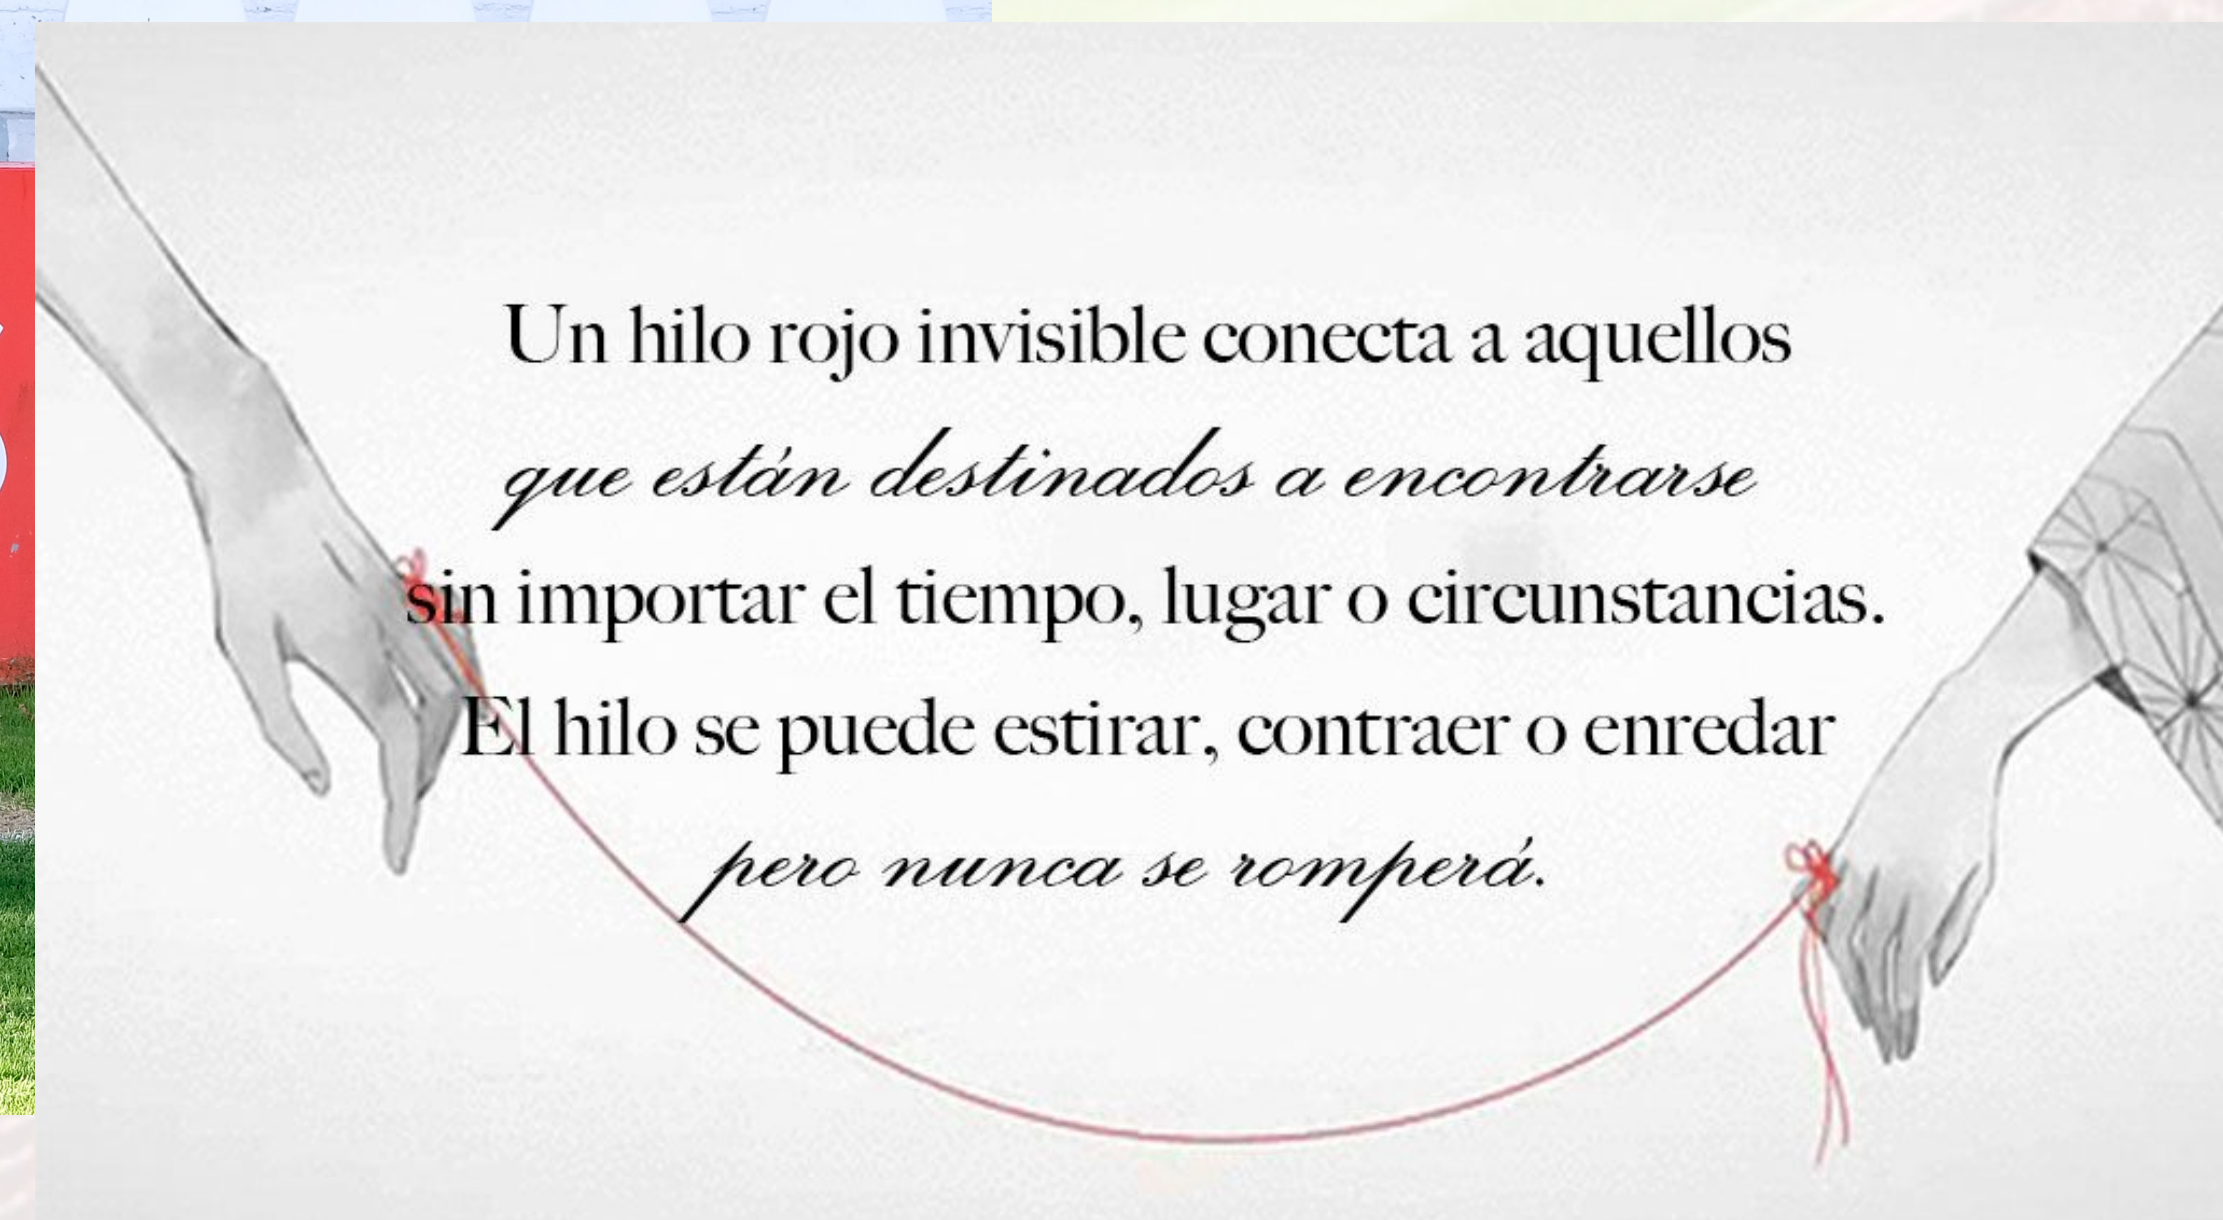 Un hilo rojo invisible conecta a aquellos
que están destinados a encontrarse
sin importar el tiempo, lugar o circunstancias.
El hilo se puede estirar, contraer o enredar
pero nunca se romperá.